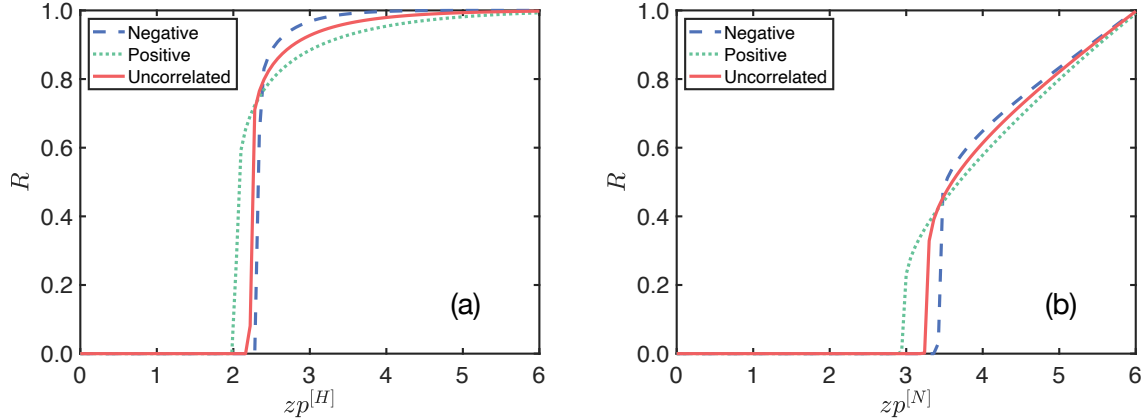 1.0
0.8
0.6
0.4
0.2
0.0
R
Negative
Positive
Uncorrelated
(a)
0 1 2 3 4 5 6
zp^{[H]}
1.0
0.8
0.6
0.4
0.2
0.0
R
Negative
Positive
Uncorrelated
(b)
0 1 2 3 4 5 6
zp^{[N]}